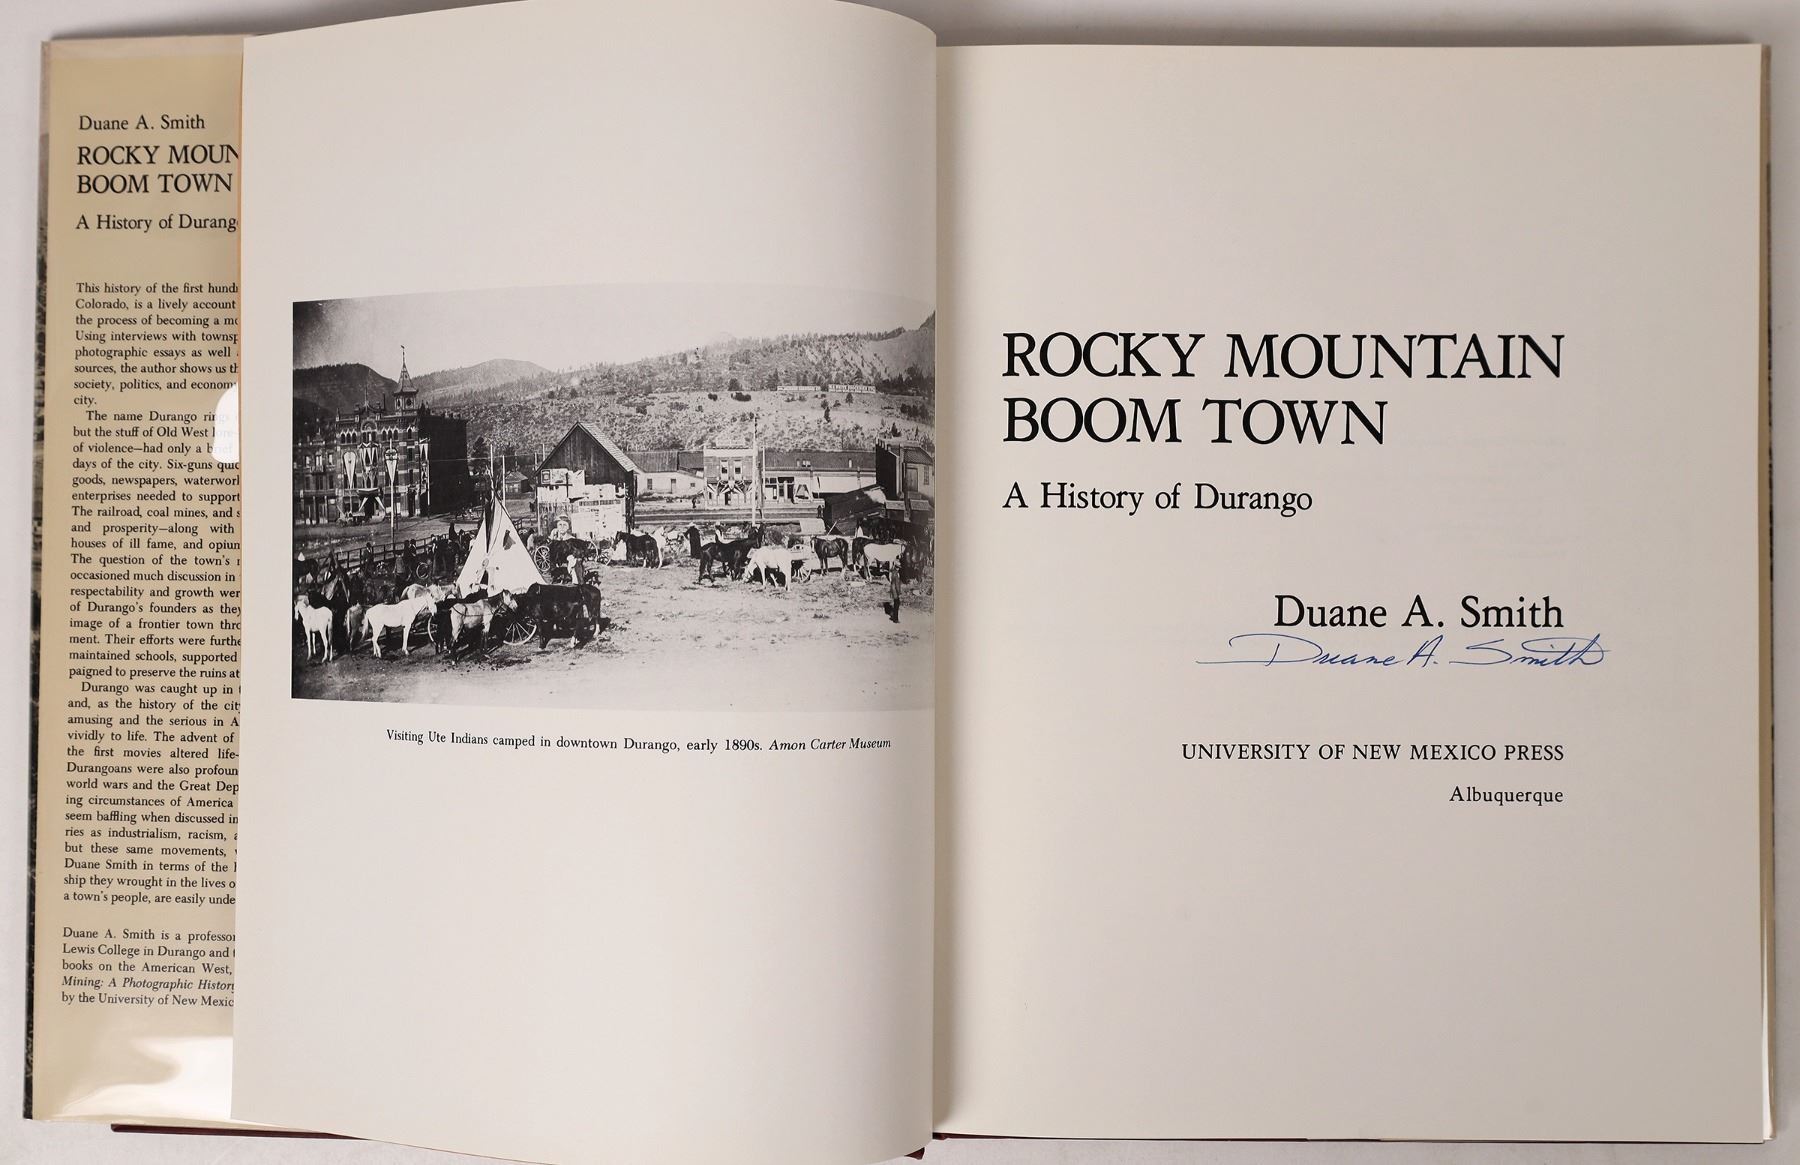 Duane A. Smith
ROCKY MOUN
BOOM TOWN
A History of Durang
This history of the first hund
Colorado, is a lively account
the process of becoming a mo
Using interviews with townsp
photographic essays as well
sources, the author shows us th
society, politics, and econom
city.
The name Durango rings
but the stuff of Old West lore
of violence—had only a brief
days of the city. Six-guns quic
goods, newspapers, waterworl
enterprises needed to support
The railroad, coal mines, and s
and prosperity—along with
houses of ill fame, and opium
The question of the town's
occasioned much discussion in
respectability and growth wer
of Durango's founders as they
image of a frontier town thro
ment. Their efforts were furthe
maintained schools, supported
paigned to preserve the ruins at
Durango was caught up in
and, as the history of the city
amusing and the serious in A
vividly to life. The advent of
the first movies altered life-
Durangoans were also profoun
world wars and the Great Dep
ing circumstances of America
seem baffling when discussed in
ries as industrialism, racism, a
but these same movements,
Duane Smith in terms of the
ship they wrought in the lives o
a town's people, are easily unde
Duane A. Smith is a professor
Lewis College in Durango and
books on the American West,
Mining: A Photographic History
by the University of New Mexic
Visiting Ute Indians camped in downtown Durango, early 1890s. Amon Carter Museum
ROCKY MOUNTAIN
BOOM TOWN
A History of Durango
Duane A. Smith
Duane A. Smith
UNIVERSITY OF NEW MEXICO PRESS
Albuquerque